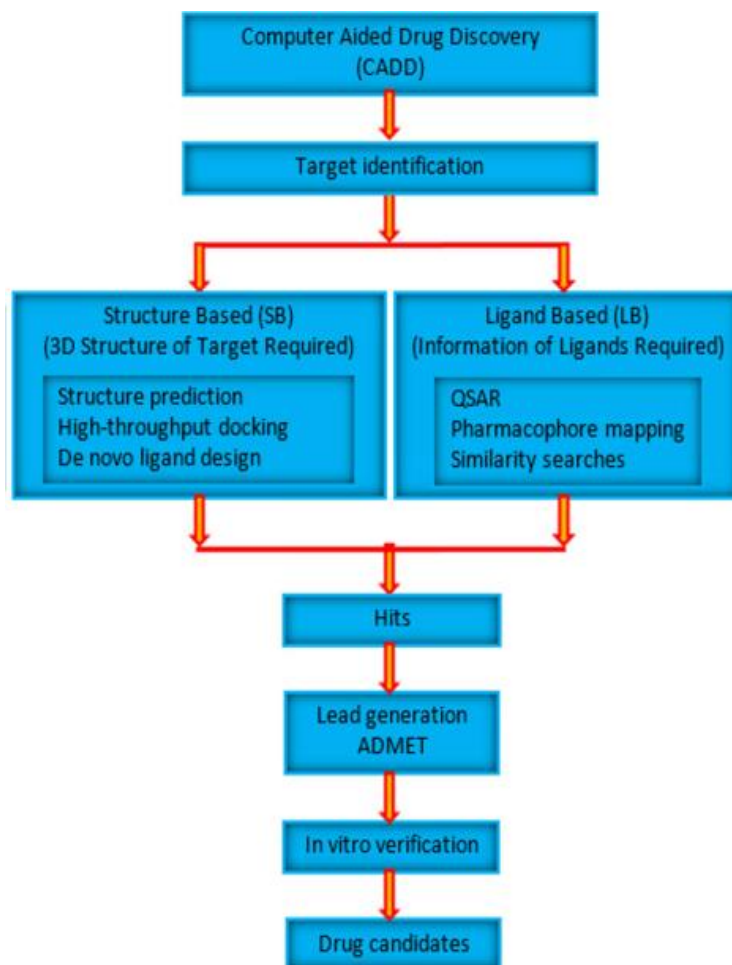 Computer Aided Drug Discovery
(CADD)
Target identification
Structure Based (SB)
(3D Structure of Target Required)
Structure prediction
High-throughput docking
De novo ligand design
Ligand Based (LB)
(Information of Ligands Required)
QSAR
Pharmacophore mapping
Similarity searches
Hits
Lead generation
ADMET
In vitro verification
Drug candidates